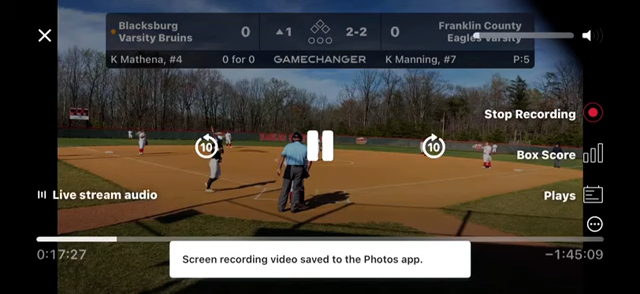 Blacksburg
Varsity Bruins
0
▲1
2-2
0
Franklin County
Eagles Varsity
K Mathena, #4
0 for 0
GAMECHANGER
K Manning, #7
P:5
Stop Recording
10
10
Box Score
Live stream audio
Plays
0:17:27
-1:45:09
Screen recording video saved to the Photos app.